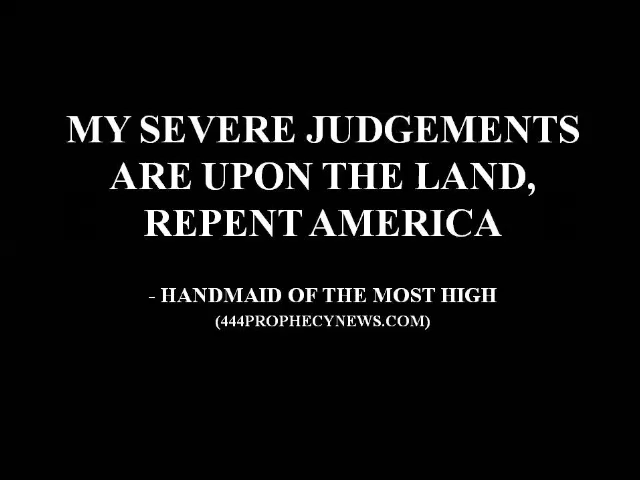 MY SEVERE JUDGEMENTS
ARE UPON THE LAND,
REPENT AMERICA
- HANDMAID OF THE MOST HIGH
(444PROPHECYNEWS.COM)